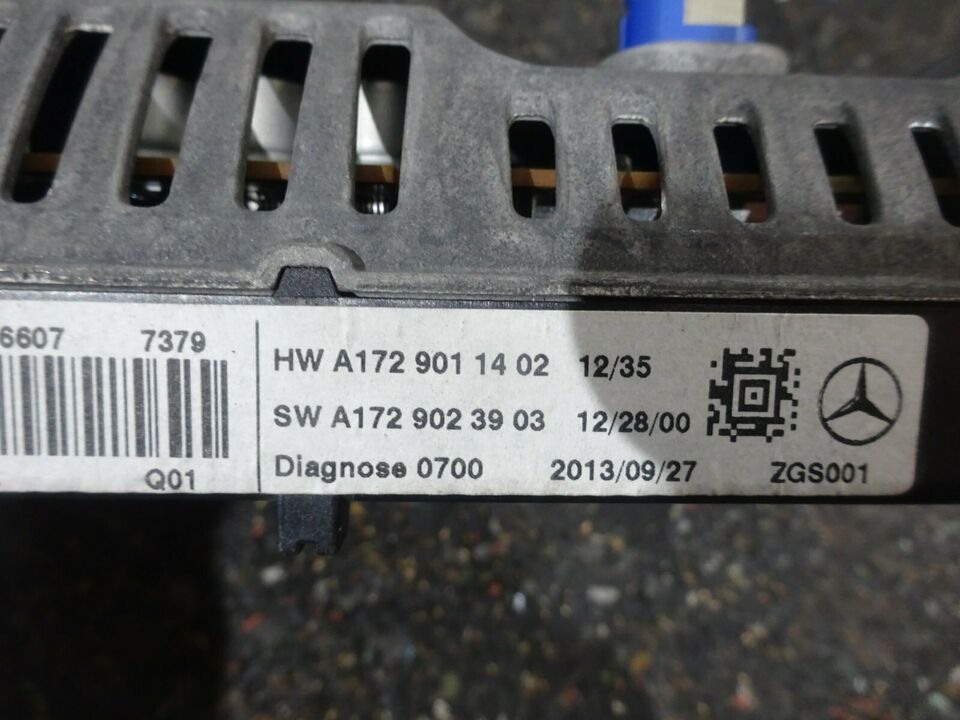 6607 7379
Q01
HW A172 901 14 02 12/35
SW A172 902 39 03 12/28/00
Diagnose 0700 2013/09/27 ZGS001